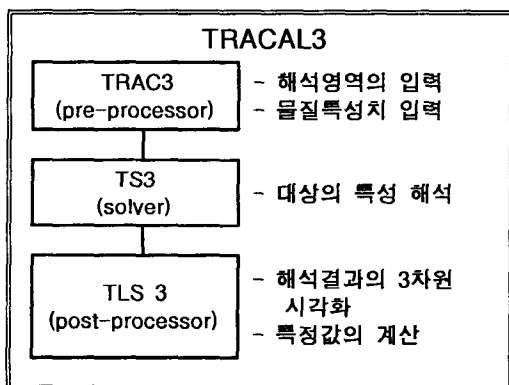 TRACAL3
TRAC3
(pre-processor)
- 해석영역의 입력
- 물질특성치 입력
TS3
(solver)
- 대상의 특성 해석
TLS 3
(post-processor)
- 해석결과의 3차원
시각화
- 특정값의 계산